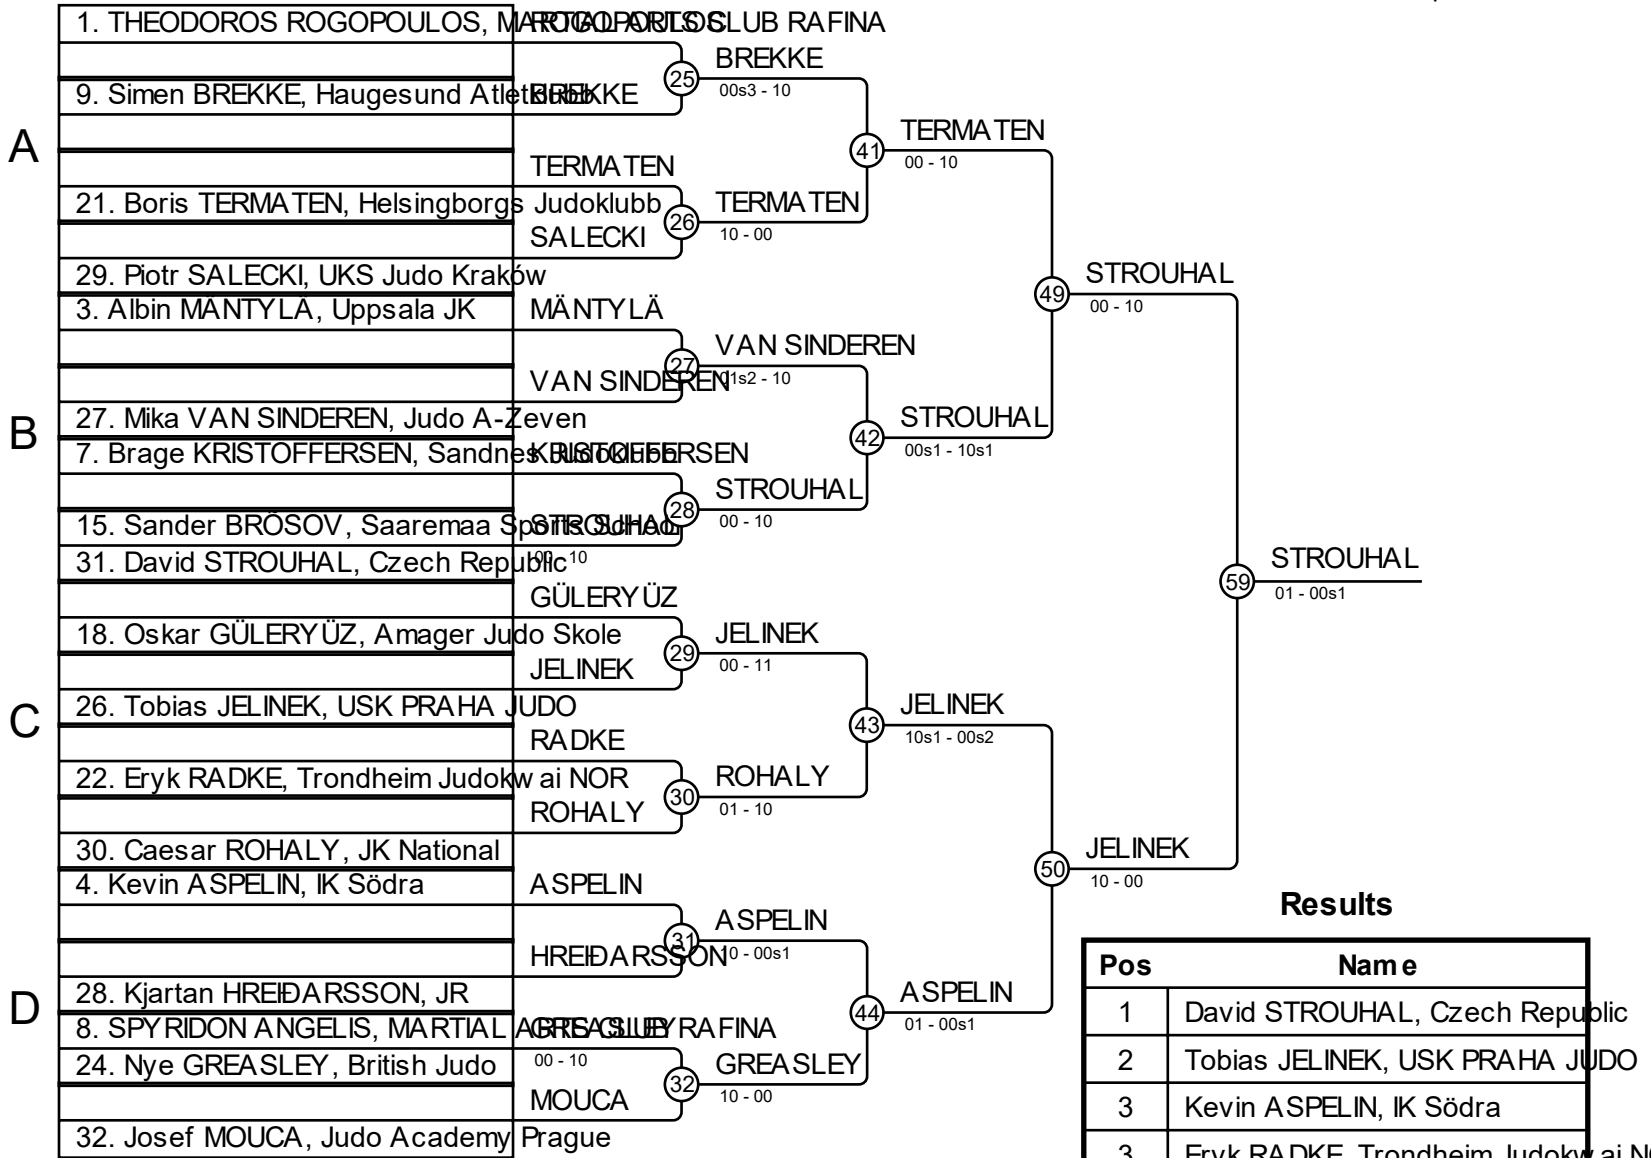 1. THEODOROS ROGOPOULOS, MARTIAL ARTS CLUB RAFINA
ROGOPOULOS
BREKKE
25
00s3 - 10
9. Simen BREKKE, Haugesund Atletklubb
BREKKE
A
TERMATEN
41
00 - 10
TERMATEN
21. Boris TERMATEN, Helsingborgs Judoklubb
TERMATEN
26
10 - 00
SALECKI
29. Piotr SALECKI, UKS Judo Kraków
STROUHAL
49
00 - 10
3. Albin MÄNTYLÄ, Uppsala JK
MÄNTYLÄ
VAN SINDEREN
27
01s2 - 10
VAN SINDEREN
27. Mika VAN SINDEREN, Judo A-Zeven
B
STROUHAL
42
00s1 - 10s1
7. Brage KRISTOFFERSEN, Sandnes Judoklubb
KRISTOFFERSEN
STROUHAL
28
00 - 10
15. Sander BRÖSOV, Saaremaa Sports School
STROUHAL
00 - 10
31. David STROUHAL, Czech Republic
STROUHAL
59
01 - 00s1
GÜLERYÜZ
18. Oskar GÜLERYÜZ, Amager Judo Skole
JELINEK
29
00 - 11
JELINEK
26. Tobias JELINEK, USK PRAHA JUDO
C
JELINEK
43
10s1 - 00s2
RADKE
22. Eryk RADKE, Trondheim Judokwai NOR
ROHALY
30
01 - 10
ROHALY
30. Caesar ROHALY, JK National
JELINEK
50
10 - 00
4. Kevin ASPELIN, IK Södra
ASPELIN
ASPELIN
31
10 - 00s1
HREIÐARSSON
28. Kjartan HREIÐARSSON, JR
D
ASPELIN
44
01 - 00s1
8. SPYRIDON ANGELIS, MARTIAL ARTS CLUB RAFINA
GREASLEY
00 - 10
24. Nye GREASLEY, British Judo
GREASLEY
32
10 - 00
MOUCA
32. Josef MOUCA, Judo Academy Prague
Results
Pos Name
1 David STROUHAL, Czech Republic
2 Tobias JELINEK, USK PRAHA JUDO
3 Kevin ASPELIN, IK Södra
3 Eryk RADKE, Trondheim Judokwai N